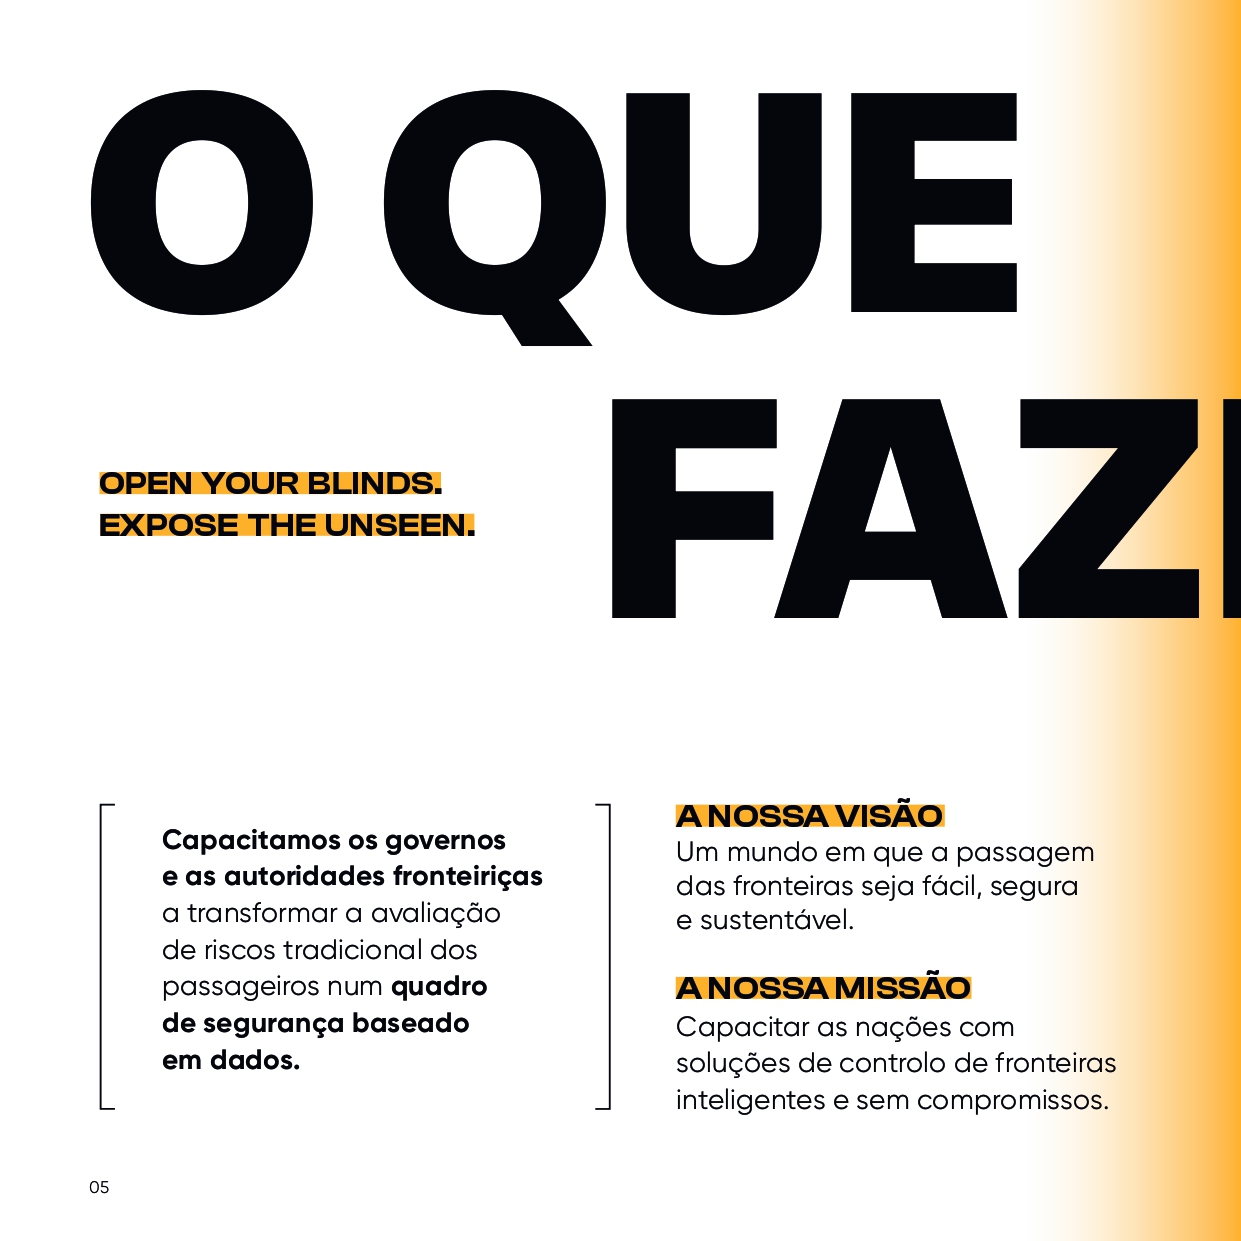 O QUE
FAZ
OPEN YOUR BLINDS.
EXPOSE THE UNSEEN.
Capacitamos os governos
e as autoridades fronteiriças
a transformar a avaliação
de riscos tradicional dos
passageiros num quadro
de segurança baseado
em dados.
A NOSSA VISÃO
Um mundo em que a passagem
das fronteiras seja fácil, segura
e sustentável.
A NOSSA MISSÃO
Capacitar as nações com
soluções de controlo de fronteiras
inteligentes e sem compromissos.
05